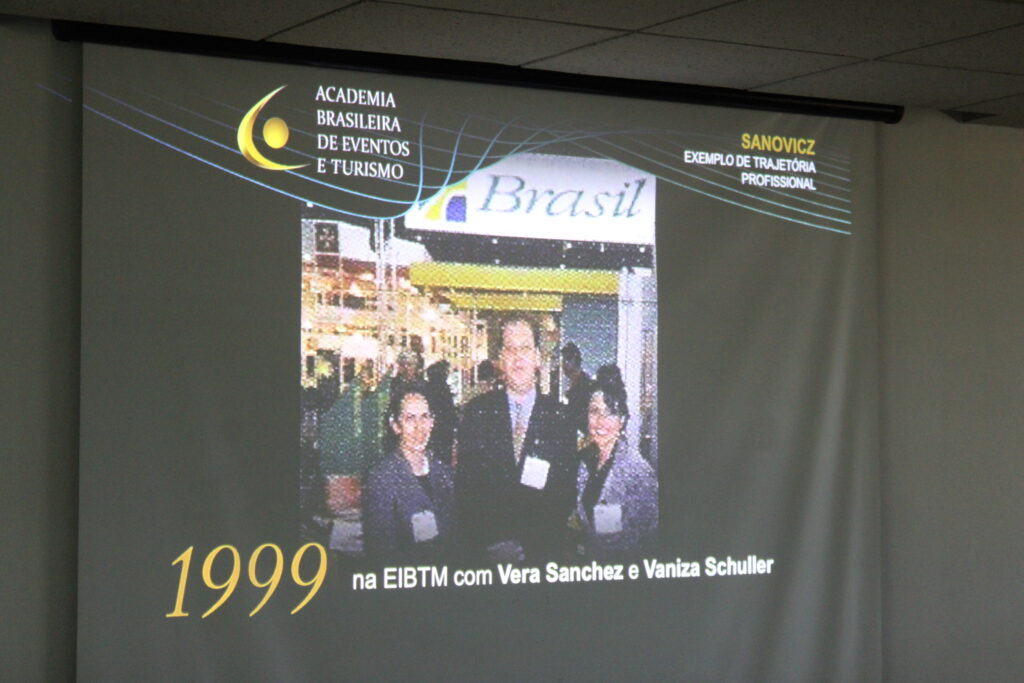 ACADEMIA
BRASILEIRA
DE EVENTOS
E TURISMO
SANOVICZ
EXEMPLO DE TRAJETÓRIA
PROFISSIONAL
Brasil
1999 na EIBTM com Vera Sanchez e Vaniza Schuller